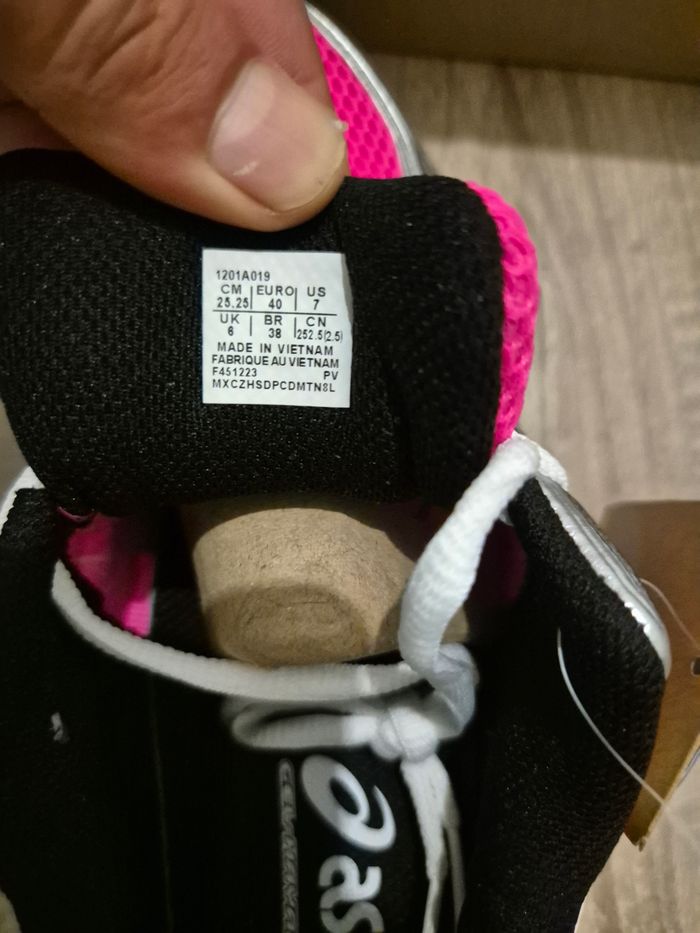 1201A019
CM EURO US
25.25 40 7
UK BR CN
6 38 252.5(2.5)
MADE IN VIETNAM
FABRIQUE AU VIETNAM
F451223 PV
MXCZHSDPCDMTN8L
as